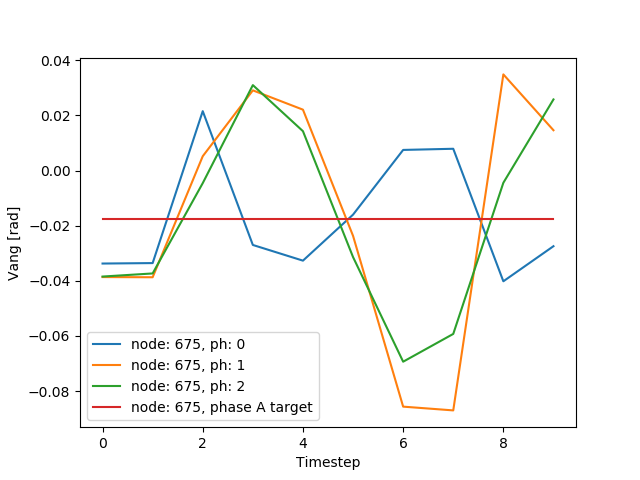 0.04
0.02
0.00
−0.02
−0.04
−0.06
−0.08
Vang [rad]
node: 675, ph: 0
node: 675, ph: 1
node: 675, ph: 2
node: 675, phase A target
0 2 4 6 8
Timestep